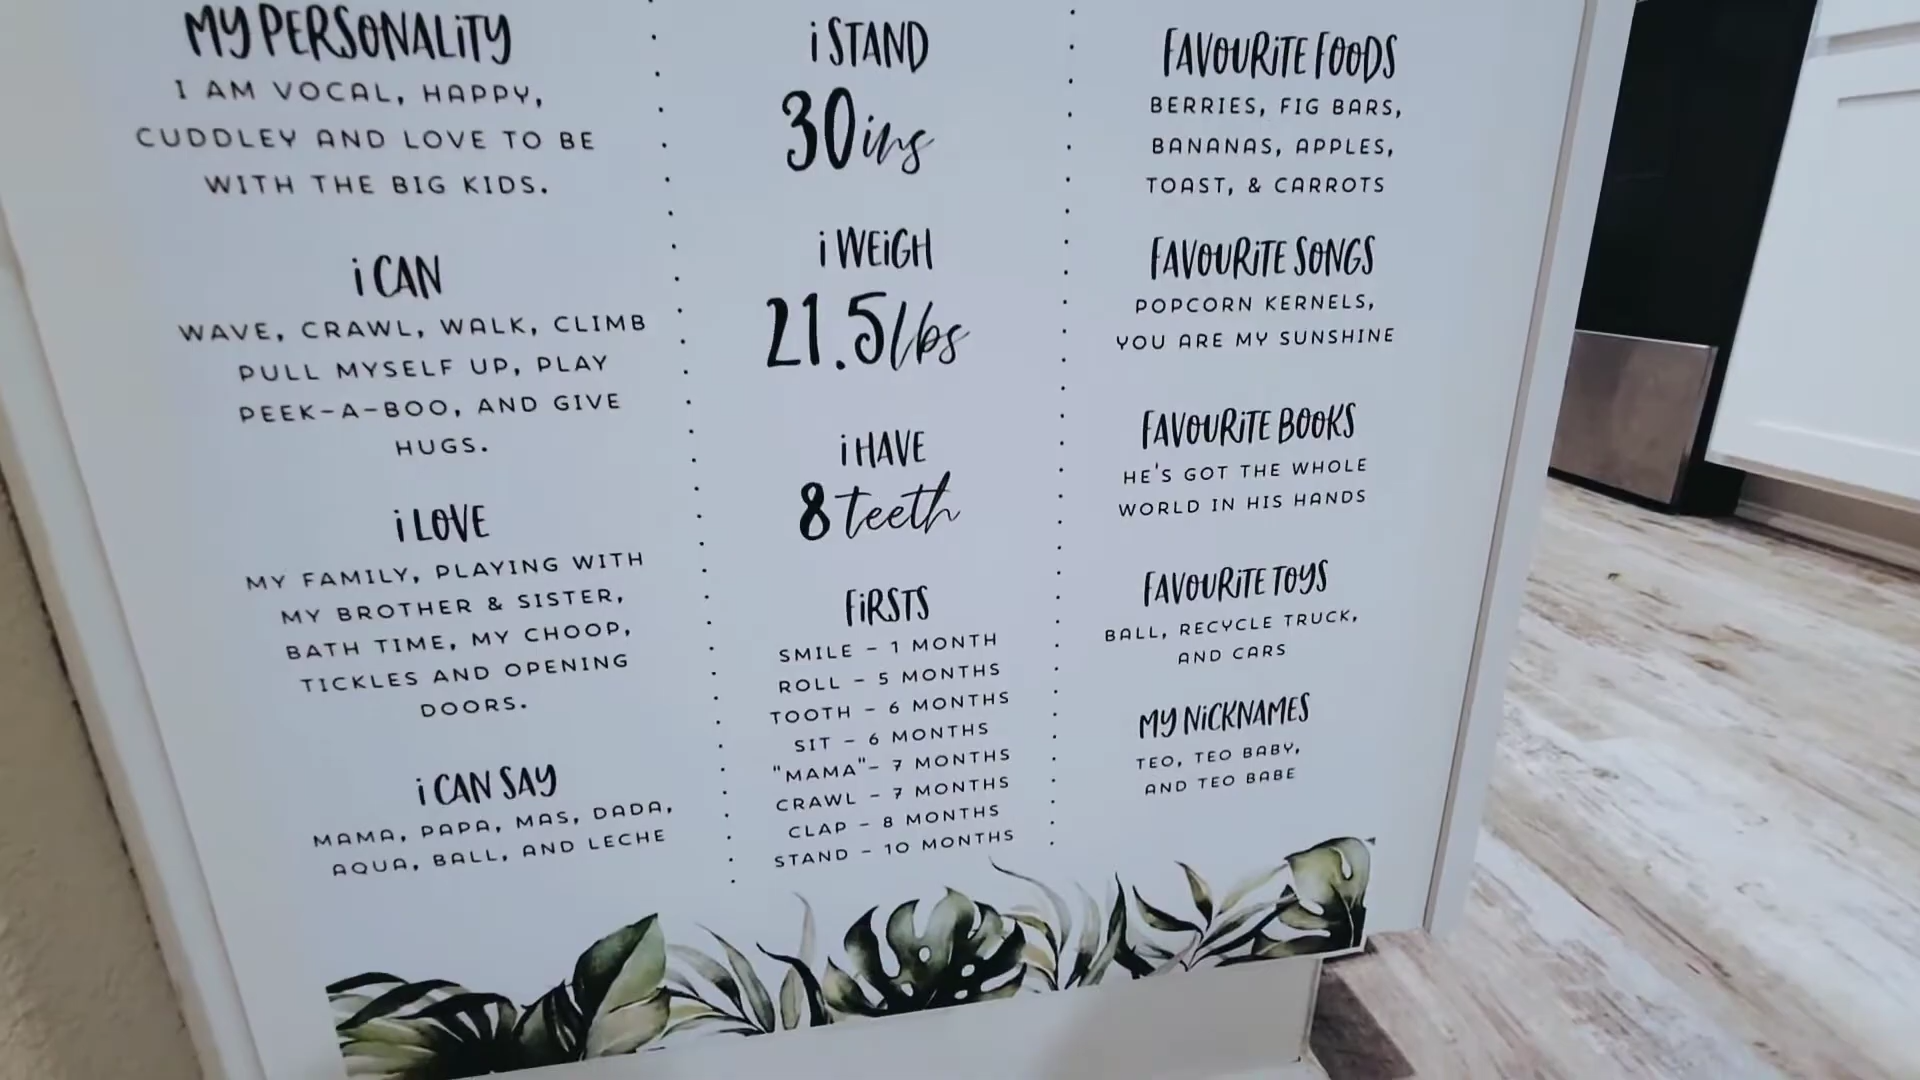 MY PERSONALiTY
I AM VOCAL, HAPPY,
CUDDLEY AND LOVE TO BE
WITH THE BIG KIDS.
i CAN
WAVE, CRAWL, WALK, CLIMB
PULL MYSELF UP, PLAY
PEEK-A-BOO, AND GIVE
HUGS.
i LOVE
MY FAMILY, PLAYING WITH
MY BROTHER & SISTER,
BATH TIME, MY CHOOP,
TICKLES AND OPENING
DOORS.
i CAN SAY
MAMA, PAPA, MAS, DADA,
AQUA, BALL, AND LECHE
i STAND
30ins
i WEiGH
21.5lbs
i HAVE
8 teeth
FiRSTS
SMILE - 1 MONTH
ROLL - 5 MONTHS
TOOTH - 6 MONTHS
SIT - 6 MONTHS
"MAMA"- 7 MONTHS
CRAWL - 7 MONTHS
CLAP - 8 MONTHS
STAND - 10 MONTHS
FAVOURiTE FOODS
BERRIES, FIG BARS,
BANANAS, APPLES,
TOAST, & CARROTS
FAVOURiTE SONGS
POPCORN KERNELS,
YOU ARE MY SUNSHINE
FAVOURiTE BOOKS
HE'S GOT THE WHOLE
WORLD IN HIS HANDS
FAVOURiTE TOYS
BALL, RECYCLE TRUCK,
AND CARS
MY NiCKNAMES
TEO, TEO BABY,
AND TEO BABE